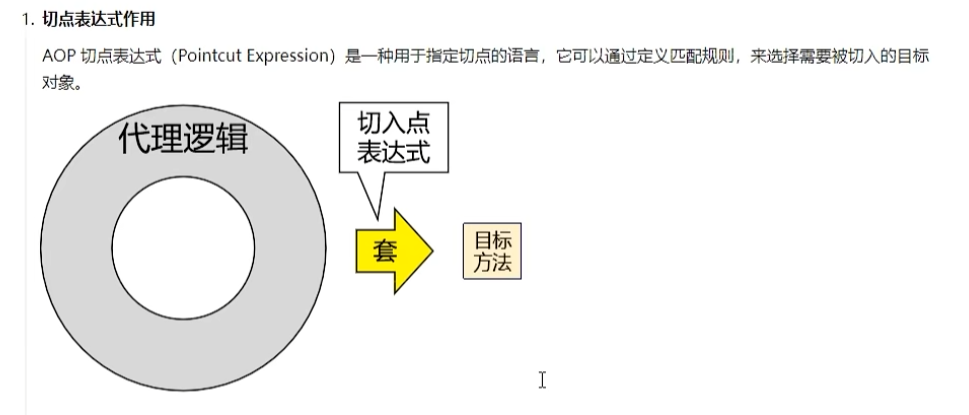 1. 切点表达式作用
AOP 切点表达式（Pointcut Expression）是一种用于指定切点的语言，它可以通过定义匹配规则，来选择需要被切入的目标
对象。
代理逻辑
切入点
表达式
套
目标
方法